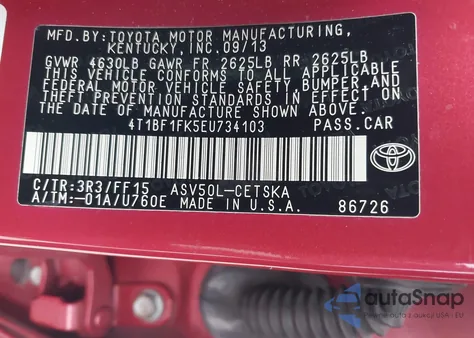 MFD.BY: TOYOTA MOTOR MANUFACTURING,
KENTUCKY, INC. 09/13
GVWR 4630LB GAWR FR 2625LB RR 2625LB
THIS VEHICLE CONFORMS TO ALL APPLICABLE
FEDERAL MOTOR VEHICLE SAFETY, BUMPER, AND
THEFT PREVENTION STANDARDS IN EFFECT ON
THE DATE OF MANUFACTURE SHOWN ABOVE.
4T1BF1FK5EU734103 PASS.CAR
C/TR:3R3/FF15 ASV50L-CETSKA
A/TM:-01A/U760E MADE IN U.S.A. 86726
TOYOTA
autaSnap